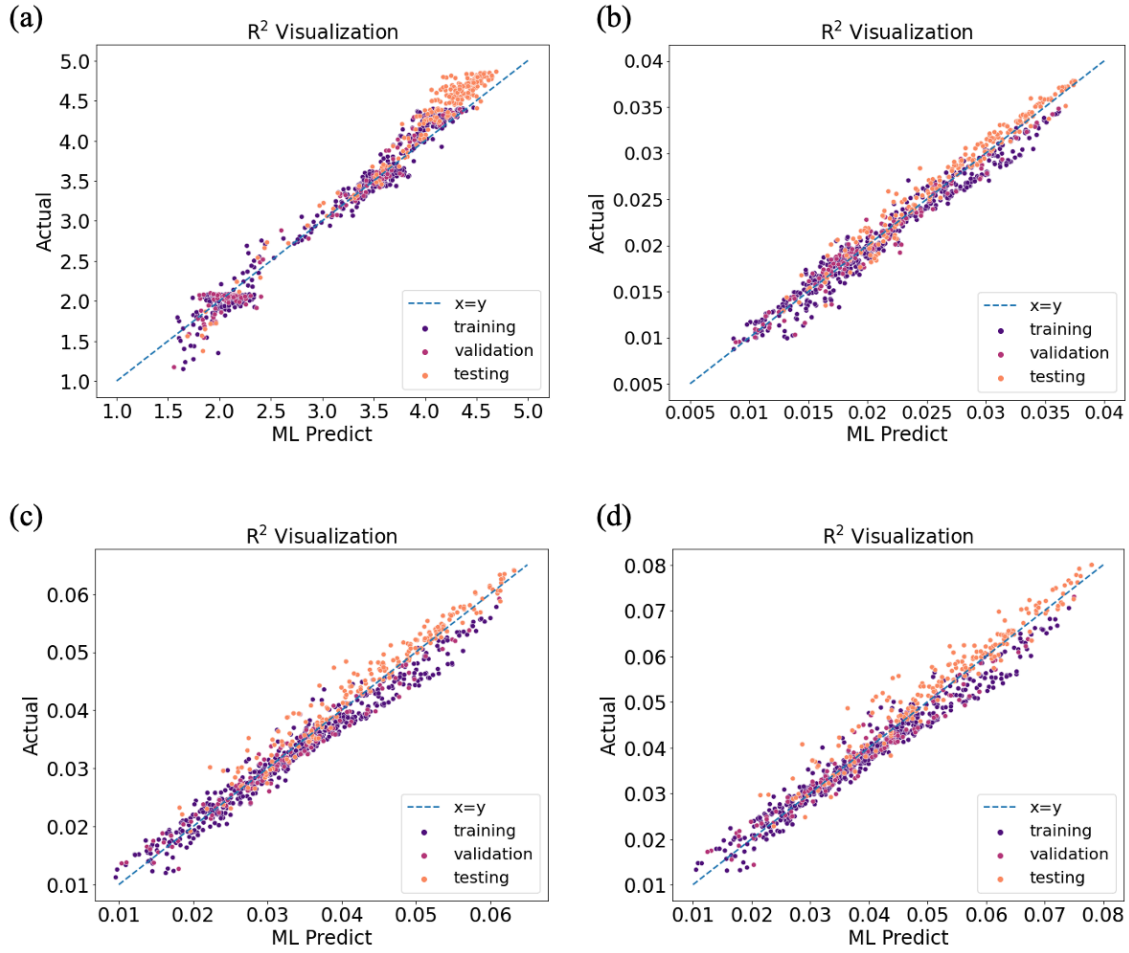 (a)
R² Visualization
5.0
4.5
4.0
3.5
3.0
2.5
2.0
1.5
1.0
Actual
x=y
training
validation
testing
1.0 1.5 2.0 2.5 3.0 3.5 4.0 4.5 5.0
ML Predict
(b)
R² Visualization
0.04
0.035
0.03
0.025
0.02
0.015
0.01
0.005
Actual
x=y
training
validation
testing
0.005 0.01 0.015 0.02 0.025 0.03 0.035 0.04
ML Predict
(c)
R² Visualization
0.06
0.05
0.04
0.03
0.02
0.01
Actual
x=y
training
validation
testing
0.01 0.02 0.03 0.04 0.05 0.06
ML Predict
(d)
R² Visualization
0.08
0.07
0.06
0.05
0.04
0.03
0.02
0.01
Actual
x=y
training
validation
testing
0.01 0.02 0.03 0.04 0.05 0.06 0.07 0.08
ML Predict